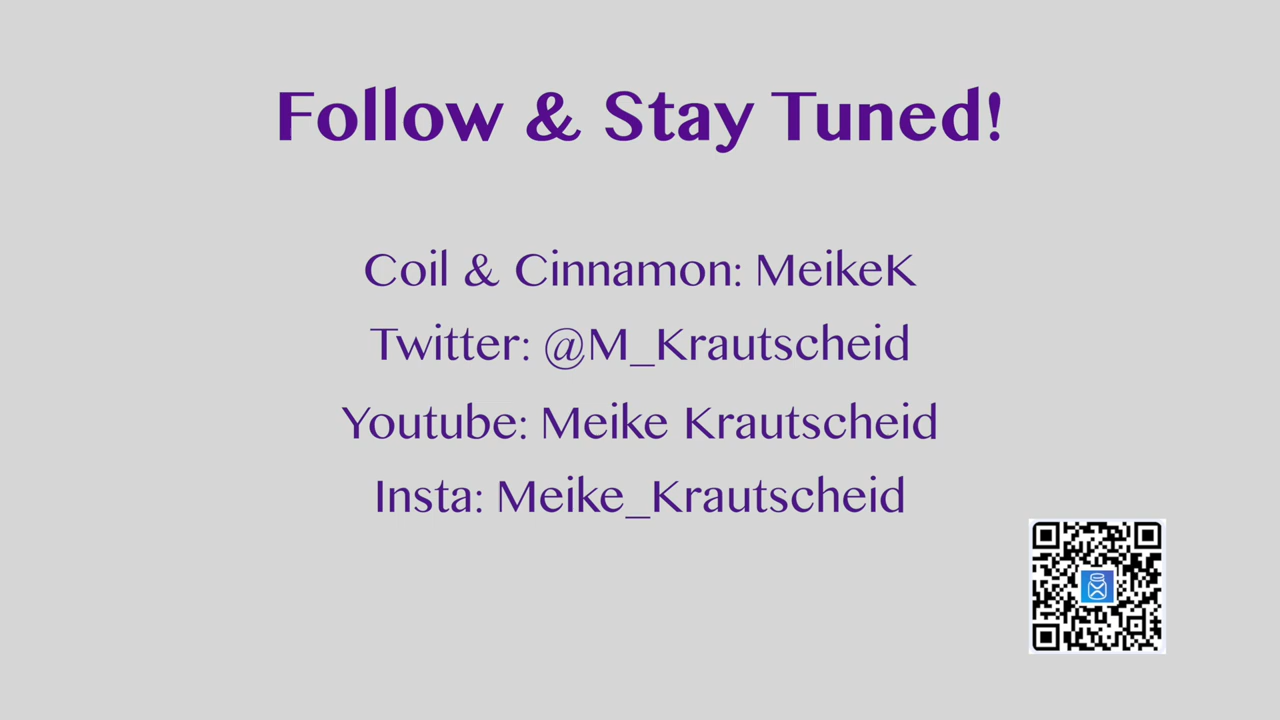 Follow & Stay Tuned!
Coil & Cinnamon: MeikeK
Twitter: @M_Krautscheid
Youtube: Meike Krautscheid
Insta: Meike_Krautscheid